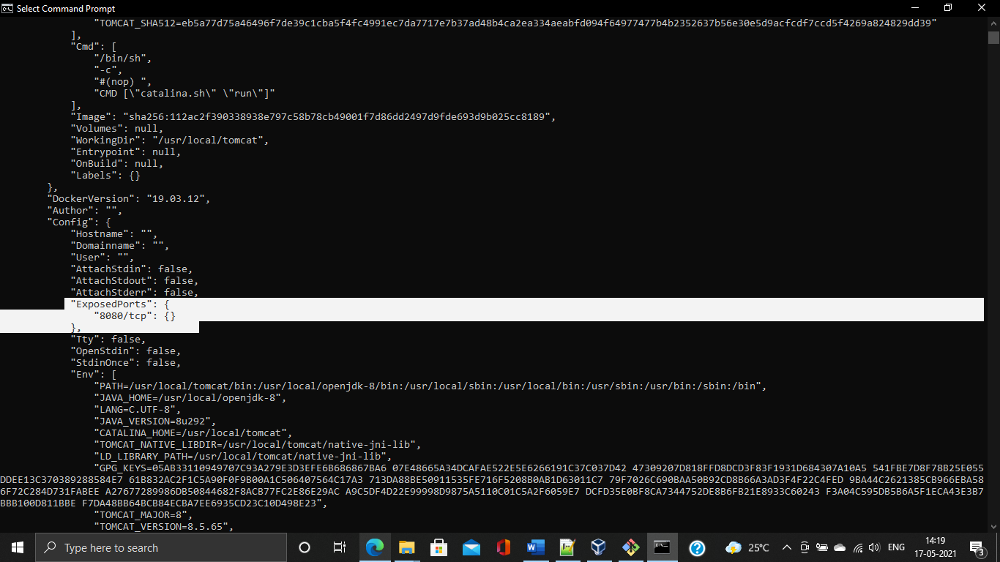 Select Command Prompt
"TOMCAT_SHA512=eb5a77d75a46496f7de39c1cba5f4fc4991ec7da7717e7b37ad48b4ca2ea334aeabfd094f64977477b4b2352637b56e30e5d9acfcdf7ccd5f4269a824829dd39"
],
"Cmd": [
"/bin/sh",
"-c",
"#(nop) ",
"CMD [\"catalina.sh\" \"run\"]"
],
"Image": "sha256:112ac2f390338938e797c58b78cb49001f7d86dd2497d9fde693d9b025cc8189",
"Volumes": null,
"WorkingDir": "/usr/local/tomcat",
"Entrypoint": null,
"OnBuild": null,
"Labels": {}
},
"DockerVersion": "19.03.12",
"Author": "",
"Config": {
"Hostname": "",
"Domainname": "",
"User": "",
"AttachStdin": false,
"AttachStdout": false,
"AttachStderr": false,
"ExposedPorts": {
"8080/tcp": {}
},
"Tty": false,
"OpenStdin": false,
"StdinOnce": false,
"Env": [
"PATH=/usr/local/tomcat/bin:/usr/local/openjdk-8/bin:/usr/local/sbin:/usr/local/bin:/usr/sbin:/usr/bin:/sbin:/bin",
"JAVA_HOME=/usr/local/openjdk-8",
"LANG=C.UTF-8",
"JAVA_VERSION=8u292",
"CATALINA_HOME=/usr/local/tomcat",
"TOMCAT_NATIVE_LIBDIR=/usr/local/tomcat/native-jni-lib",
"LD_LIBRARY_PATH=/usr/local/tomcat/native-jni-lib",
"GPG_KEYS=05AB33110949707C93A279E3D3EFE6B686867BA6 07E48665A34DCAFAE522E5E6266191C37C037D42 47309207D818FFD8DCD3F83F1931D684307A10A5 541FBE7D8F78B25E055
DDEE13C370389288584E7 61B832AC2F1C5A90F0F9B00A1C506407564C17A3 713DA88BE50911535FE716F5208B0AB1D63011C7 79F7026C690BAA50B92CD8B66A3AD3F4F22C4FED 9BA44C2621385CB966EBA58
6F72C284D731FABEE A27677289986DB50844682F8ACB77FC2E86E29AC A9C5DF4D22E99998D9875A5110C01C5A2F6059E7 DCFD35E0BF8CA7344752DE8B6FB21E8933C60243 F3A04C595DB5B6A5F1ECA43E3B7
BBB100D811BBE F7DA48BB64BCB84ECBA7EE6935CD23C10D498E23",
"TOMCAT_MAJOR=8",
"TOMCAT_VERSION=8.5.65",
Type here to search
25°C
ENG
14:19
17-05-2021
3